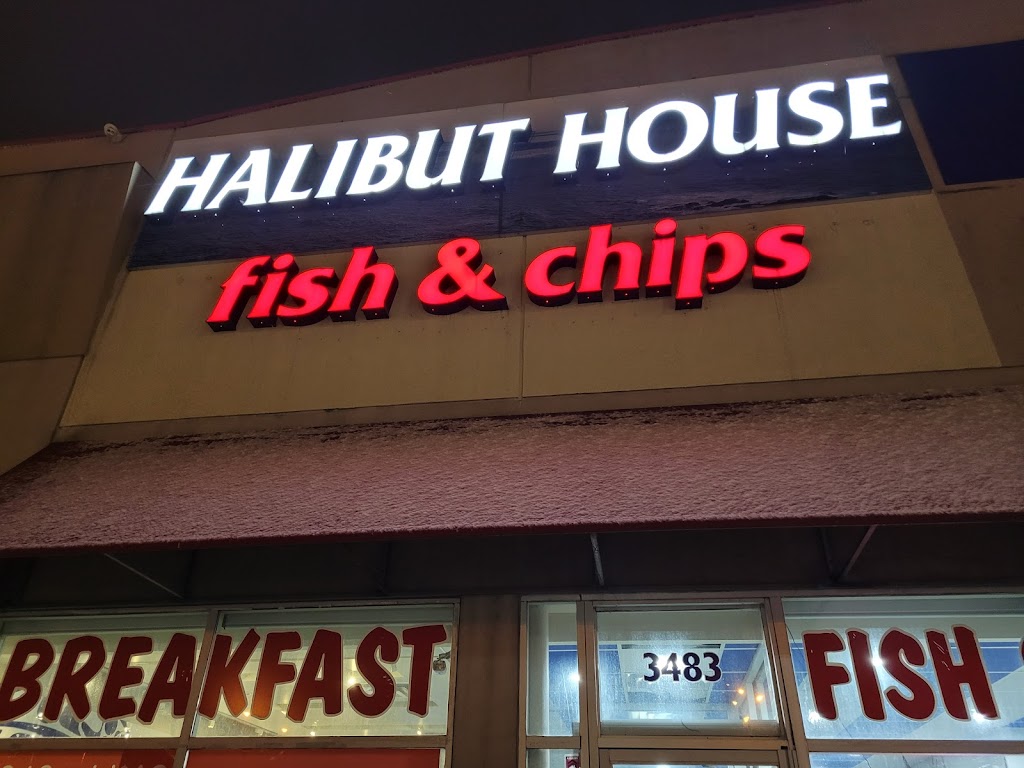 HALIBUT HOUSE
fish & chips
BREAKFAST
3483
FISH